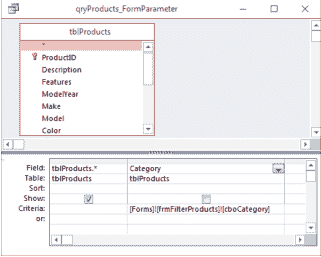 qryProducts_FormParameter
tblProducts
*
ProductID
Description
Features
ModelYear
Make
Model
Color
Field: tblProducts.* Category
Table: tblProducts tblProducts
Sort:
Show:
Criteria: [Forms]![frmFilterProducts]![cboCategory]
or: